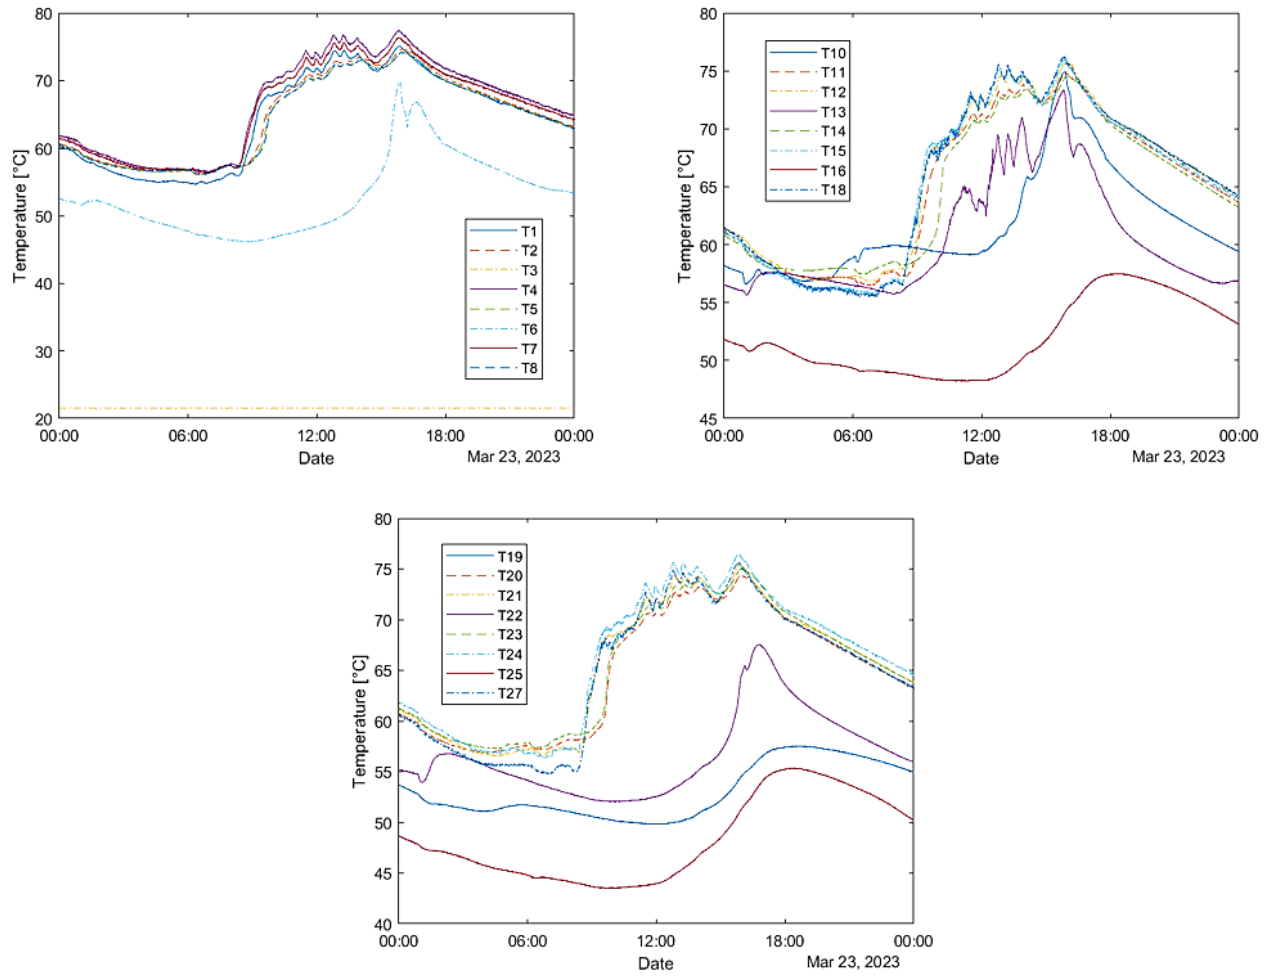 80
70
60
50
40
30
20
Temperature [°C]
T1
T2
T3
T4
T5
T6
T7
T8
00:00 06:00 12:00 18:00 00:00
Date Mar 23, 2023
80
75
70
65
60
55
50
45
Temperature [°C]
T10
T11
T12
T13
T14
T15
T16
T18
00:00 06:00 12:00 18:00 00:00
Date Mar 23, 2023
80
75
70
65
60
55
50
45
40
Temperature [°C]
T19
T20
T21
T22
T23
T24
T25
T27
00:00 06:00 12:00 18:00 00:00
Date Mar 23, 2023